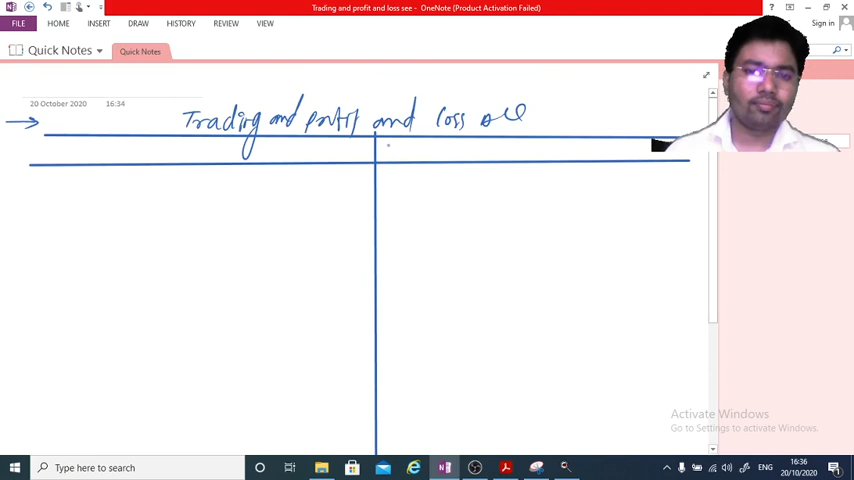 Trading and profit and loss see - OneNote (Product Activation Failed)
?
FILE HOME INSERT DRAW HISTORY REVIEW VIEW
Sign in
Quick Notes
Quick Notes
20 October 2020 16:34
Trading and profit and loss acc
Activate Windows
Go to Settings to activate Windows.
Type here to search
ENG
16:36
20/10/2020